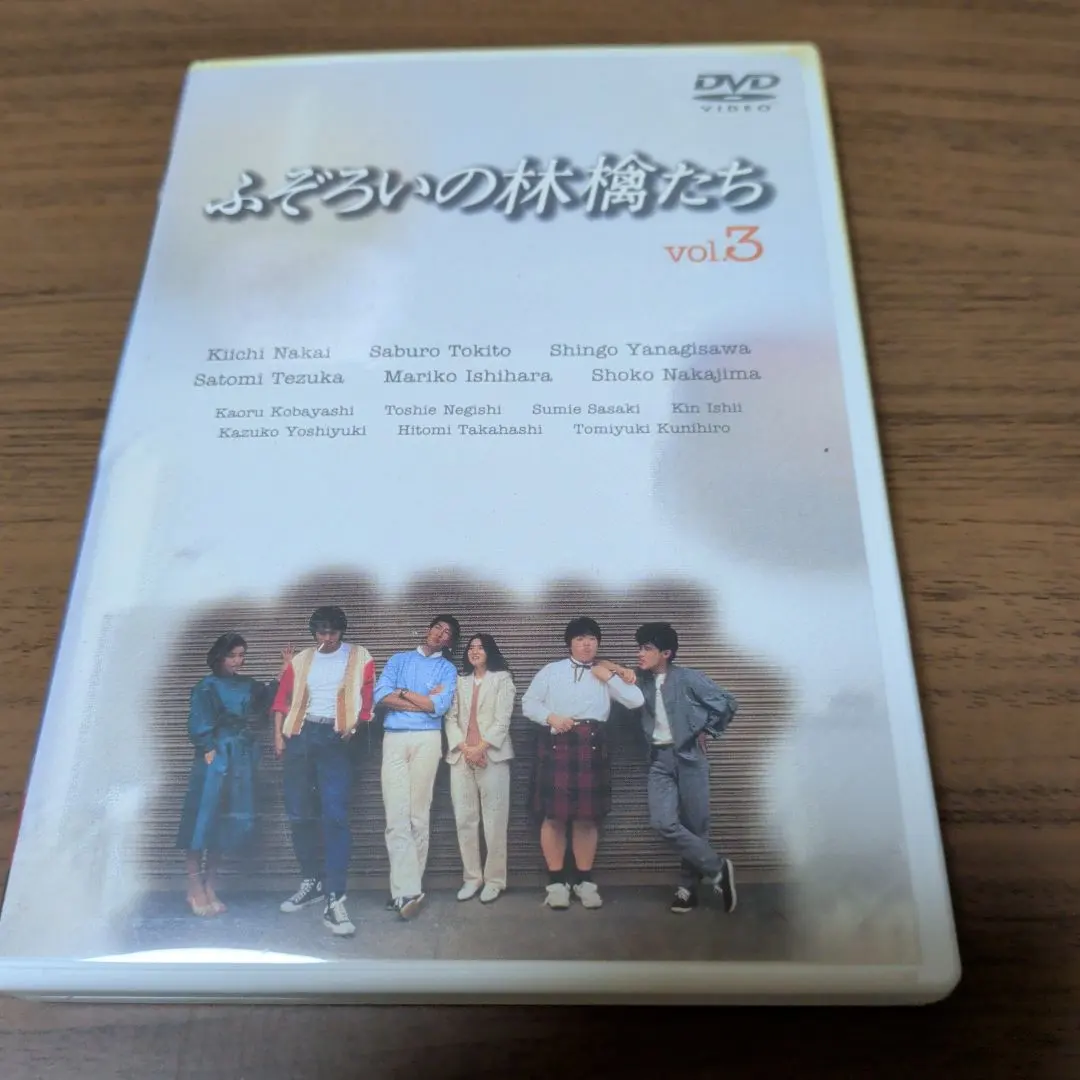 DVD
VIDEO
ふぞろいの林檎たち
vol.3
Kiichi Nakai Saburo Tokito Shingo Yanagisawa
Satomi Tezuka Mariko Ishihara Shoko Nakajima
Kaoru Kobayashi Toshie Negishi Sumie Sasaki Kin Ishii
Kazuko Yoshiyuki Hitomi Takahashi Tomiyuki Kunihiro